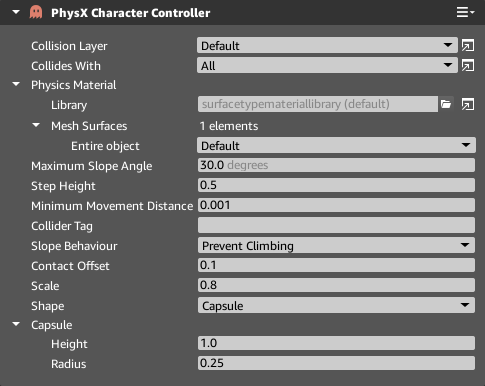 PhysX Character Controller
Collision Layer Default
Collides With All
Physics Material
Library surfacetypemateriallibrary (default)
Mesh Surfaces 1 elements
Entire object Default
Maximum Slope Angle 30.0 degrees
Step Height 0.5
Minimum Movement Distance 0.001
Collider Tag
Slope Behaviour Prevent Climbing
Contact Offset 0.1
Scale 0.8
Shape Capsule
Capsule
Height 1.0
Radius 0.25